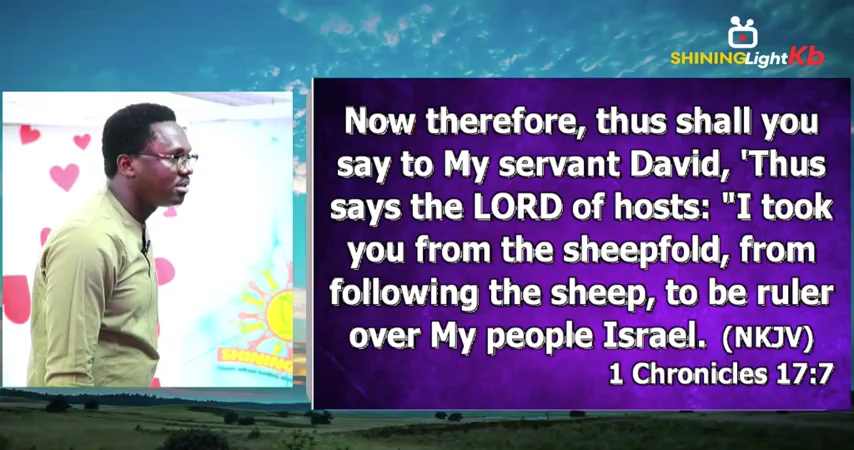 SHININGLightKb
Now therefore, thus shall you
say to My servant David, 'Thus
says the LORD of hosts: "I took
you from the sheepfold, from
following the sheep, to be ruler
over My people Israel. (NKJV)
1 Chronicles 17:7
SHINING